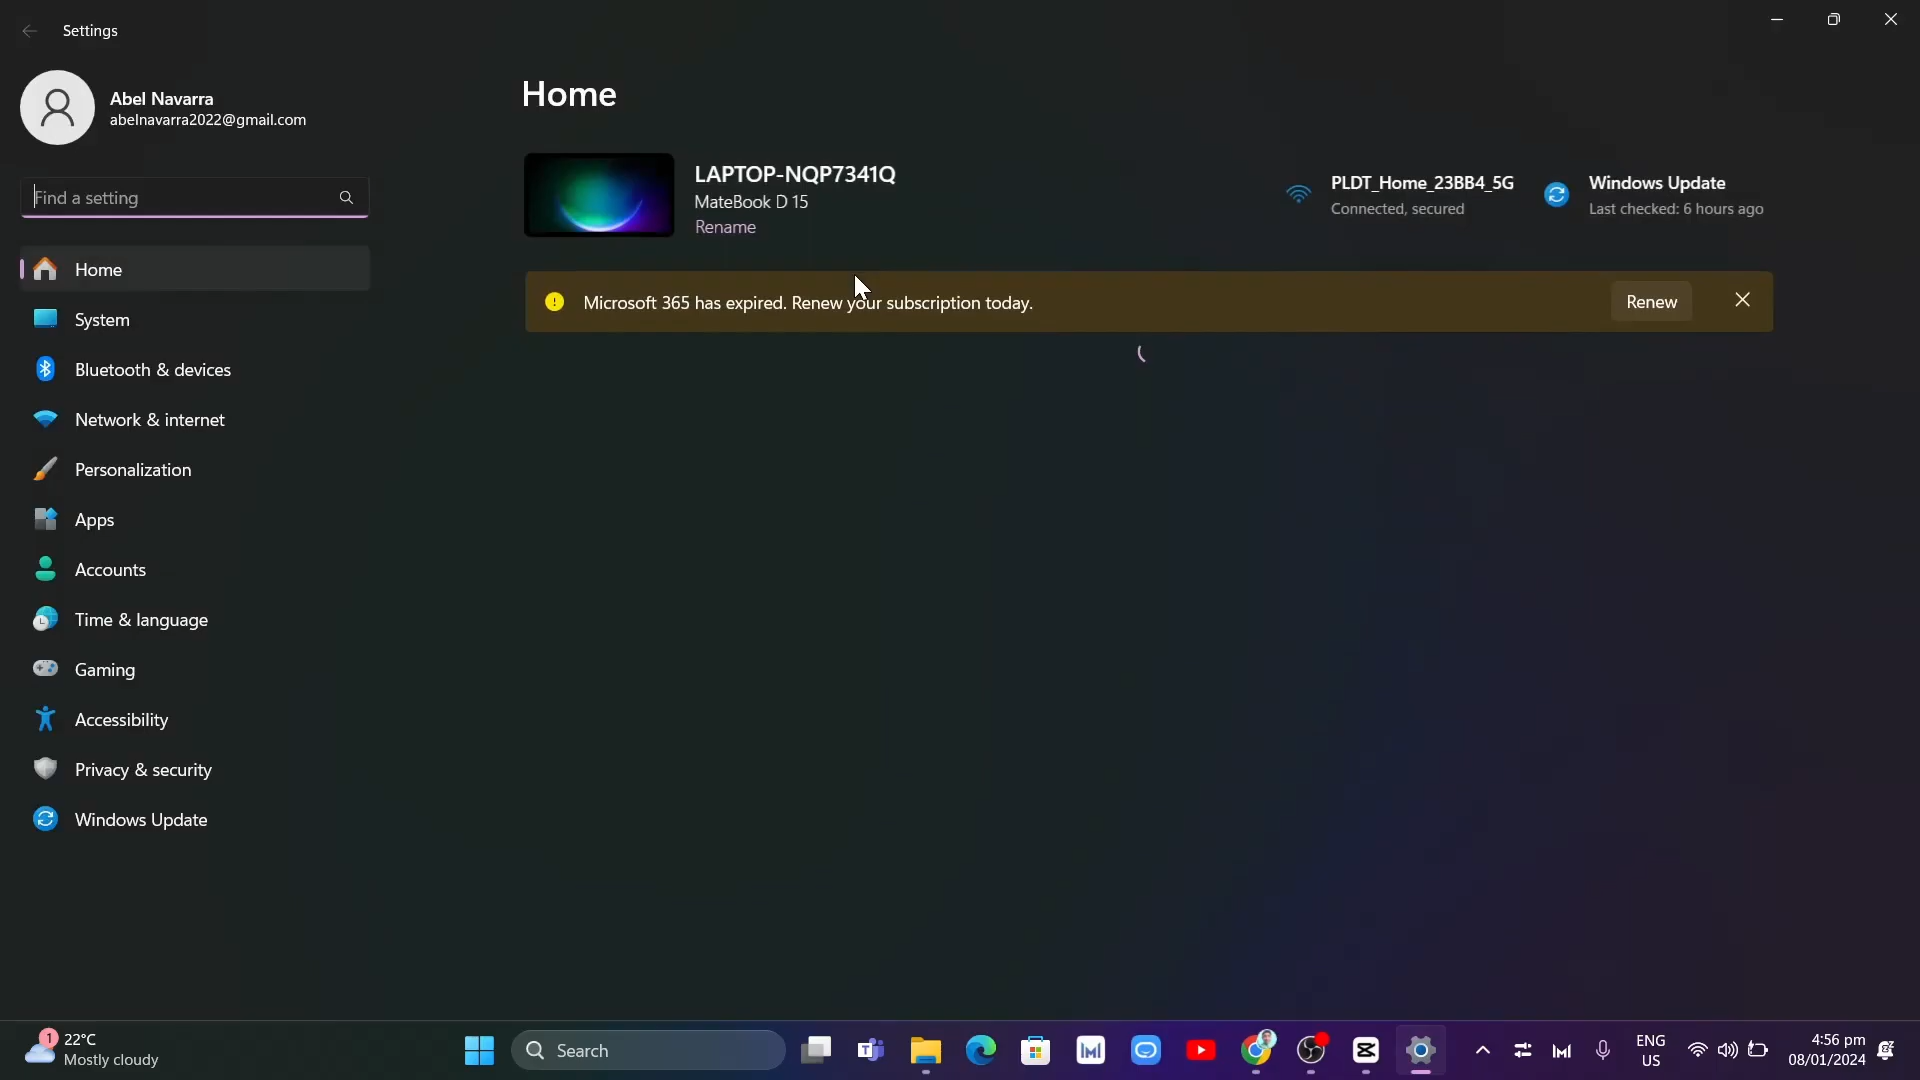 Settings
Abel Navarra
abelnavarra2022@gmail.com
Find a setting
Home
System
Bluetooth & devices
Network & internet
Personalization
Apps
Accounts
Time & language
Gaming
Accessibility
Privacy & security
Windows Update
Home
LAPTOP-NQP7341Q
MateBook D 15
Rename
PLDT_Home_23BB4_5G
Connected, secured
Windows Update
Last checked: 6 hours ago
Microsoft 365 has expired. Renew your subscription today.
Renew
1
22°C
Mostly cloudy
Search
ENG
US
4:56 pm
08/01/2024